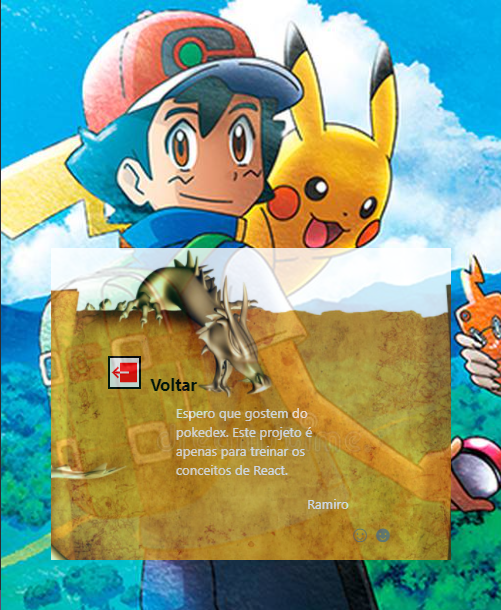 Voltar
Espero que gostem do
pokedex. Este projeto é
apenas para treinar os
conceitos de React.
Ramiro